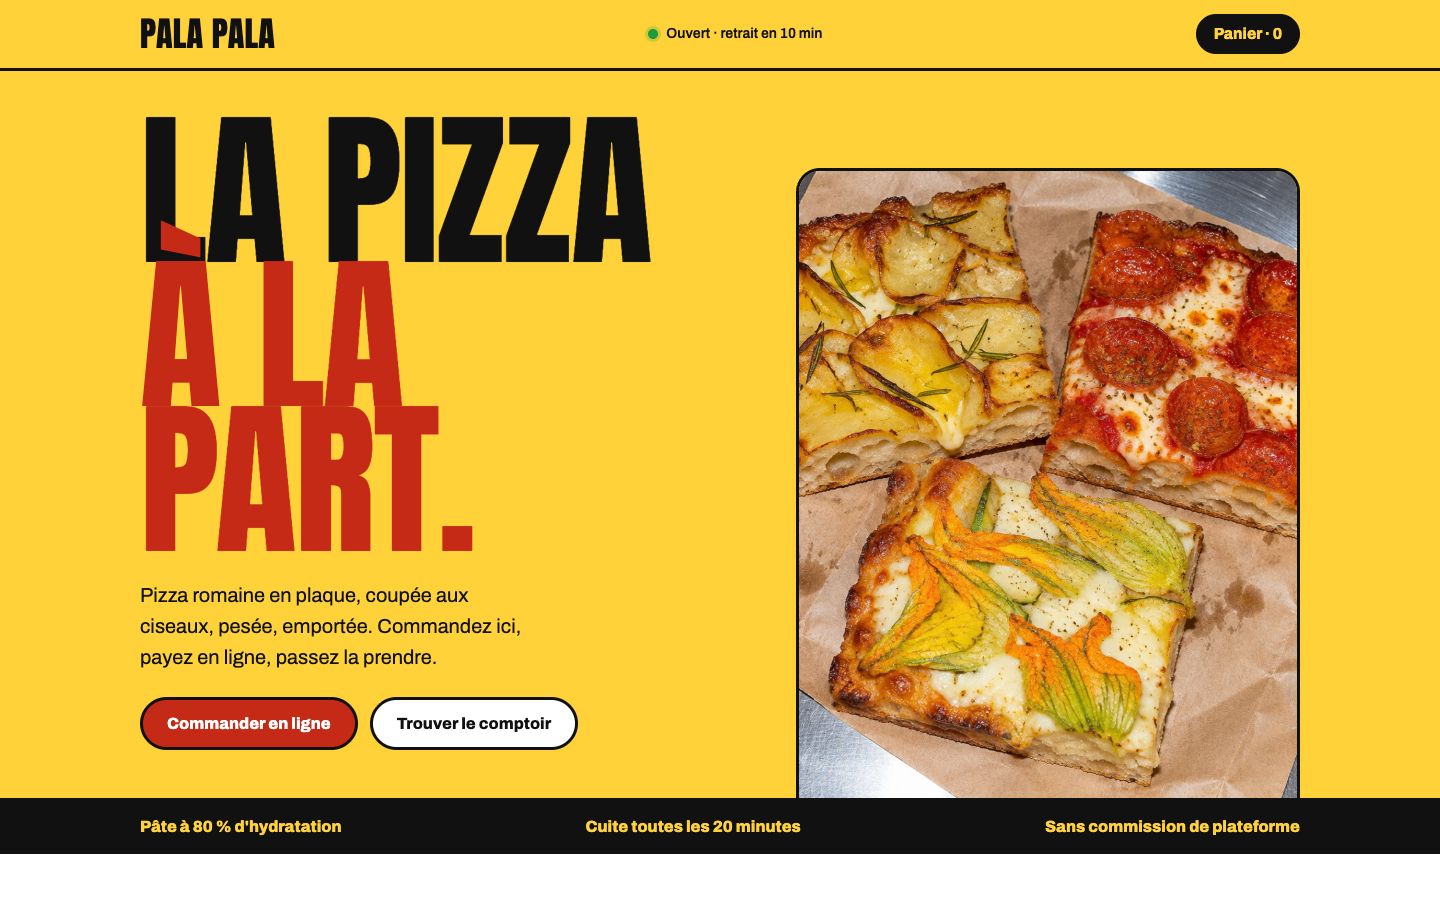 PALA PALA
Ouvert · retrait en 10 min
Panier · 0
LA PIZZA
À LA
PART.
Pizza romaine en plaque, coupée aux
ciseaux, pesée, emportée. Commandez ici,
payez en ligne, passez la prendre.
Commander en ligne
Trouver le comptoir
Pâte à 80 % d'hydratation
Cuite toutes les 20 minutes
Sans commission de plateforme